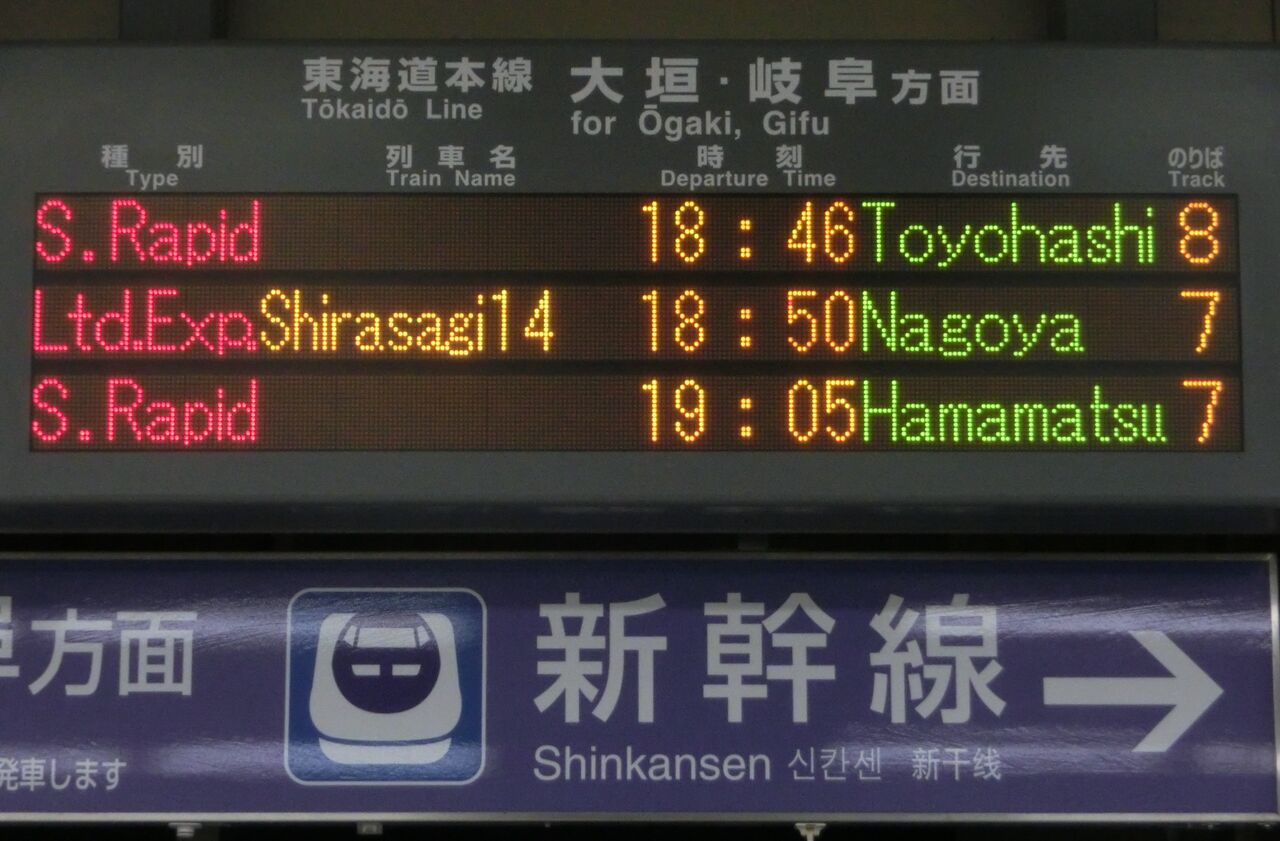 東海道本線 大垣・岐阜方面
Tōkaidō Line for Ōgaki, Gifu
種別 列車名 時刻 行先 のりば
Type Train Name Departure Time Destination Track
S.Rapid 18:46 Toyohashi 8
Ltd.Exp. Shirasagi14 18:50 Nagoya 7
S.Rapid 19:05 Hamamatsu 7
阜方面 新幹線 →
発車します Shinkansen 신칸센 新干线